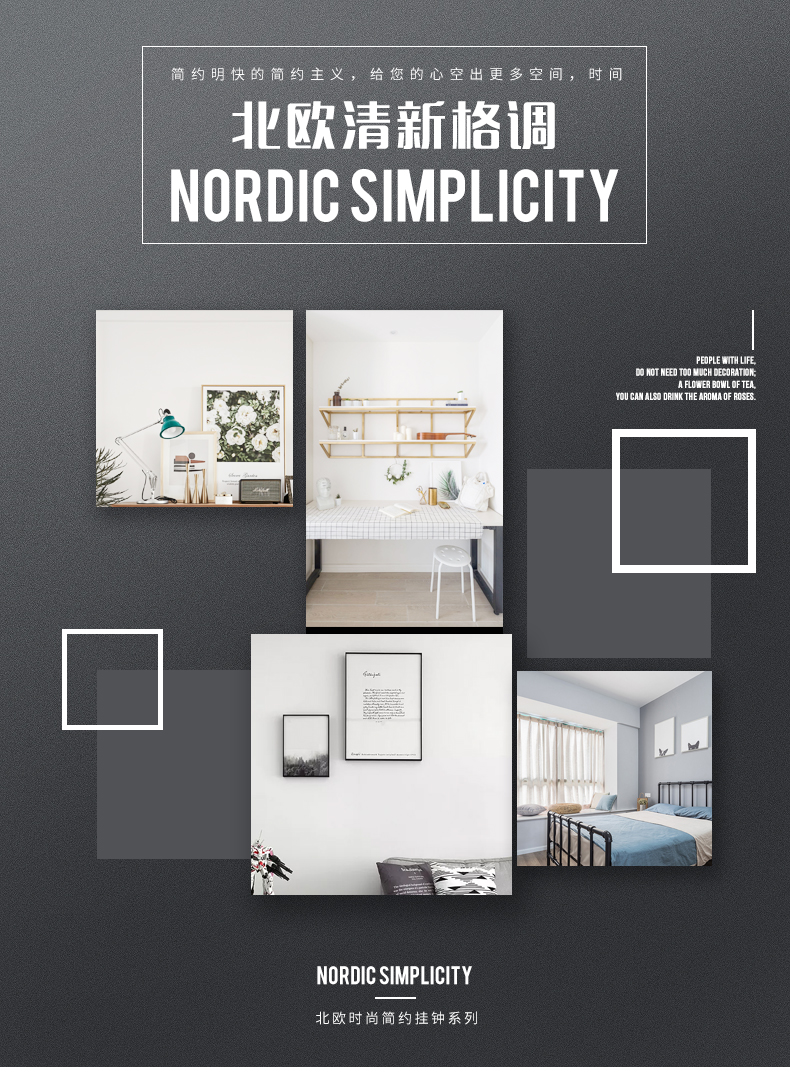 简约明快的简约主义，给您的心空出更多空间，时间
北欧清新格调
NORDIC SIMPLICITY
PEOPLE WITH LIFE,
DO NOT NEED TOO MUCH DECORATION;
A FLOWER BOWL OF TEA,
YOU CAN ALSO DRINK THE AROMA OF ROSES.
NORDIC SIMPLICITY
北欧时尚简约挂钟系列